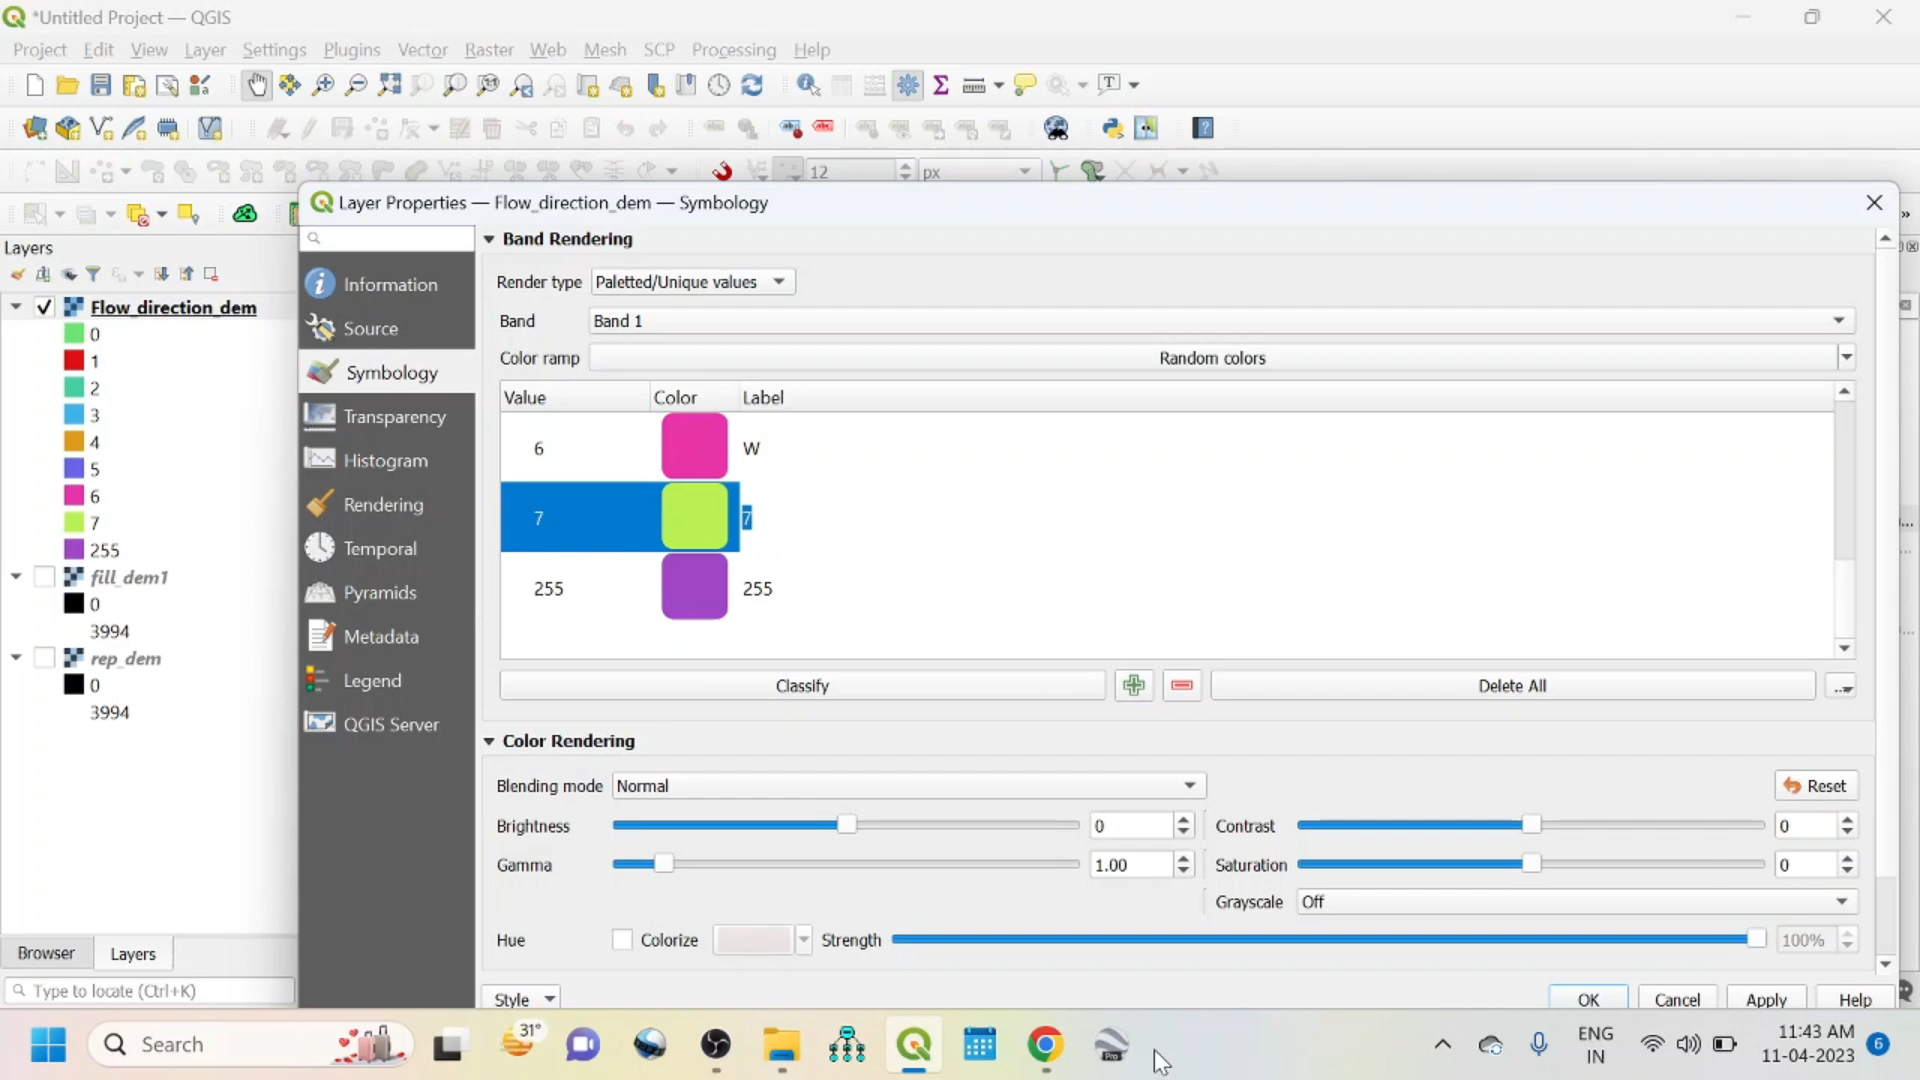 *Untitled Project — QGIS
Project Edit View Layer Settings Plugins Vector Raster Web Mesh SCP Processing Help
12 px
Layer Properties — Flow_direction_dem — Symbology
Layers
Flow_direction_dem
0
1
2
3
4
5
6
7
255
fill_dem1
0
3994
rep_dem
0
3994
Browser Layers
Type to locate (Ctrl+K)
Information
Source
Symbology
Transparency
Histogram
Rendering
Temporal
Pyramids
Metadata
Legend
QGIS Server
Band Rendering
Render type Paletted/Unique values
Band Band 1
Color ramp Random colors
Value Color Label
6 W
7 7
255 255
Classify Delete All ...
Color Rendering
Blending mode Normal Reset
Brightness 0 Contrast 0
Gamma 1.00 Saturation 0
Grayscale Off
Hue Colorize Strength 100%
Style OK Cancel Apply Help
Search 31° Pro ENG 11:43 AM 6
IN 11-04-2023